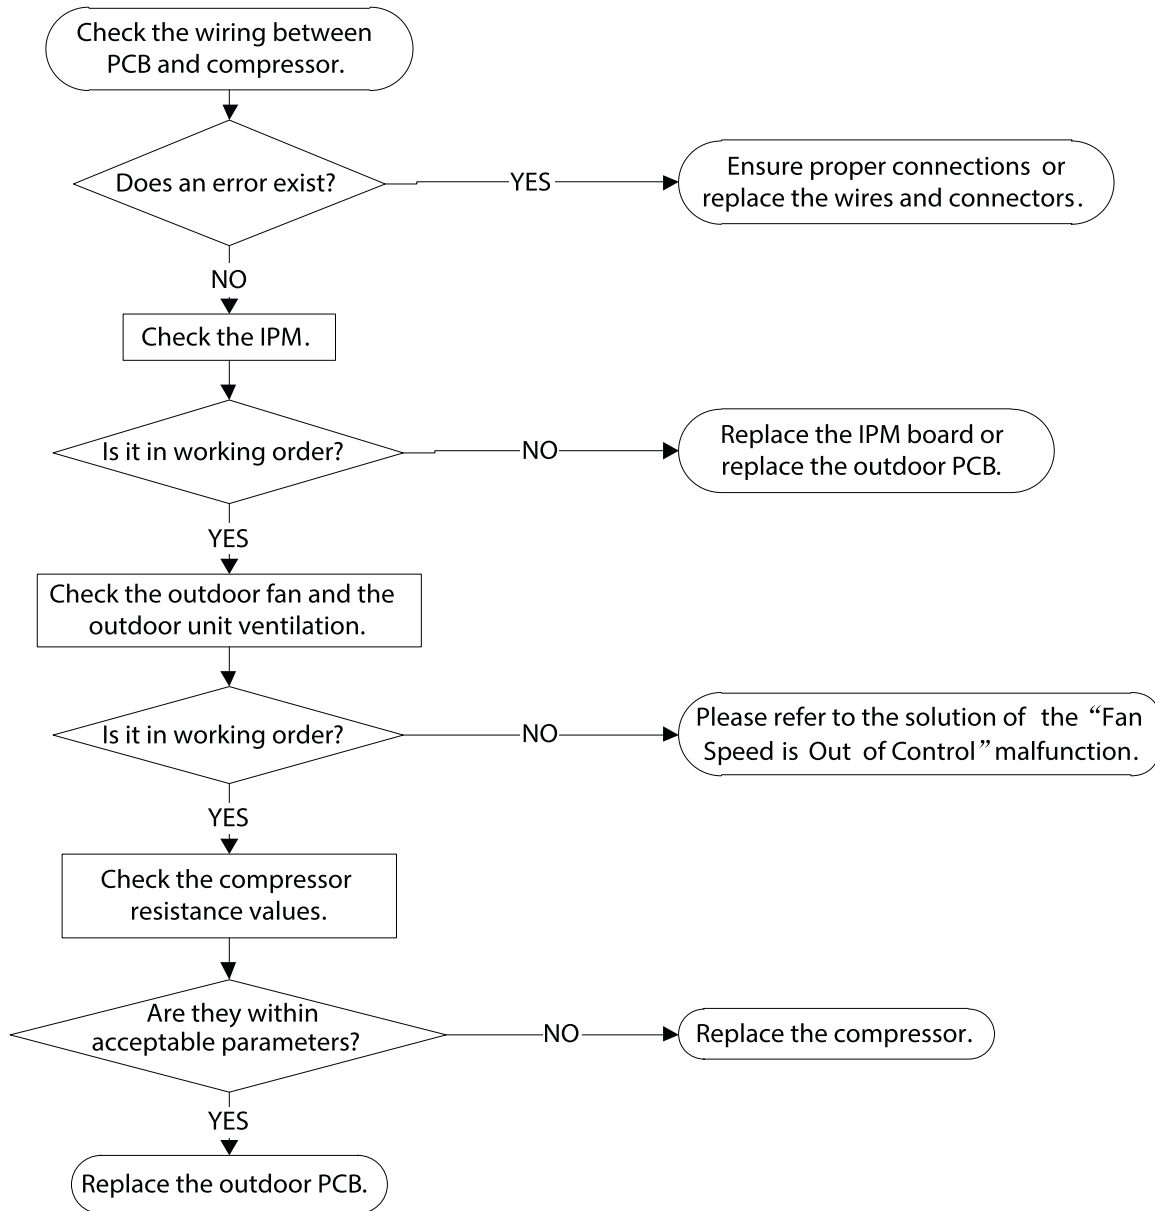 Check the wiring between
PCB and compressor.
Does an error exist?
YES
Ensure proper connections or
replace the wires and connectors.
NO
Check the IPM.
Is it in working order?
NO
Replace the IPM board or
replace the outdoor PCB.
YES
Check the outdoor fan and the
outdoor unit ventilation.
Is it in working order?
NO
Please refer to the solution of the “Fan
Speed is Out of Control” malfunction.
YES
Check the compressor
resistance values.
Are they within
acceptable parameters?
NO
Replace the compressor.
YES
Replace the outdoor PCB.